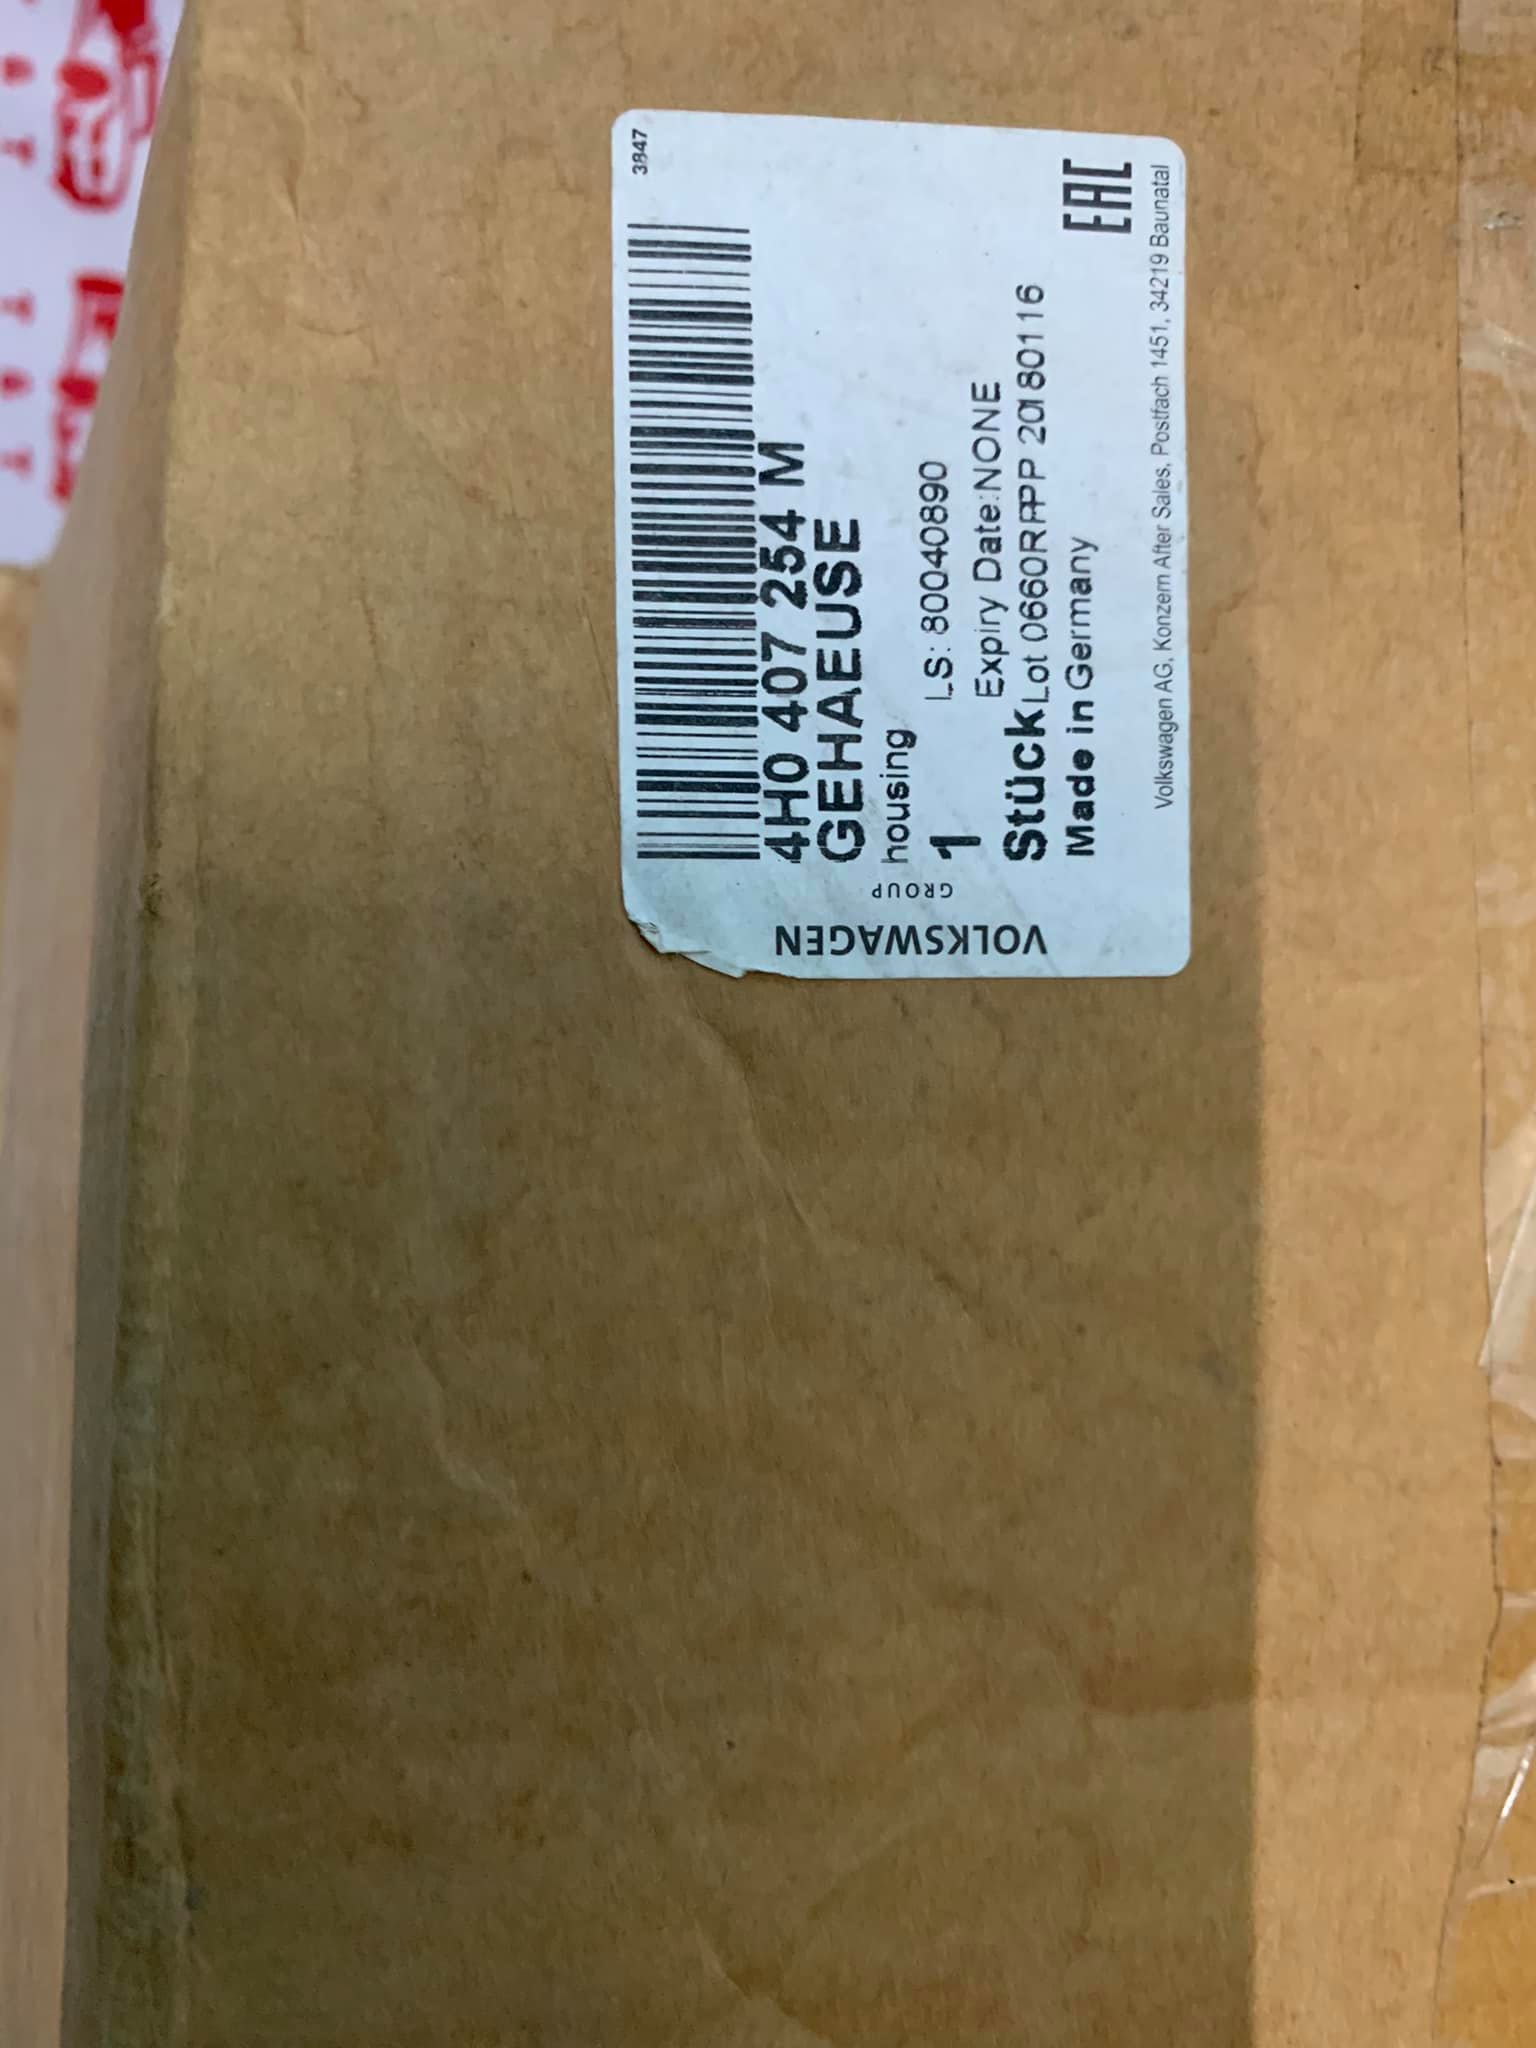 3847
4H0 407 254 M
GEHAEUSE
housing
1
LS: 80040890
Expiry Date:NONE
Stück Lot 0660RPPP 20180116
Made in Germany
EAC
Volkswagen AG, Konzern After Sales, Postfach 1451, 34219 Baunatal
VOLKSWAGEN
GROUP